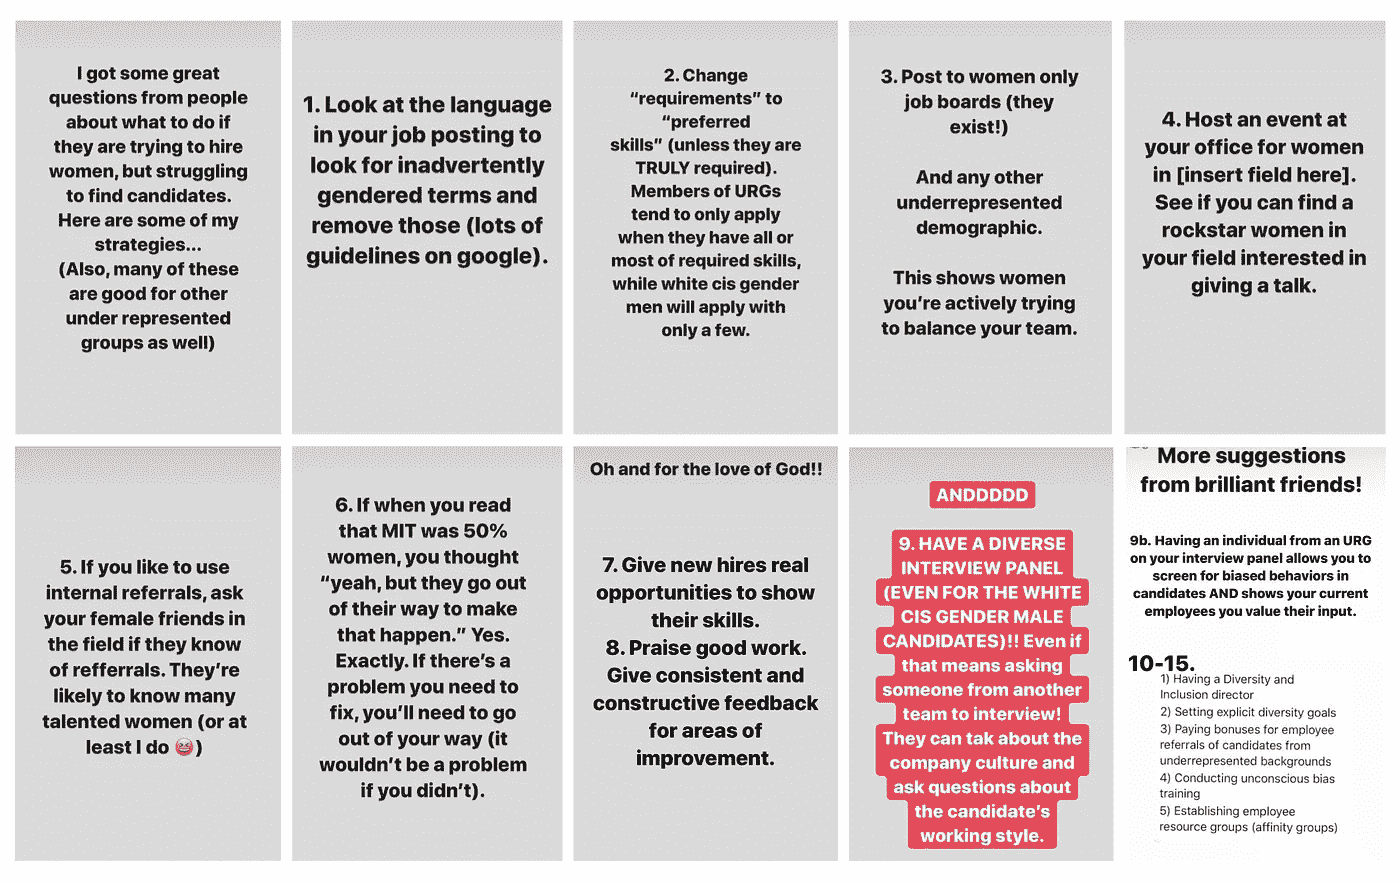 I got some great
questions from people
about what to do if
they are trying to hire
women, but struggling
to find candidates.
Here are some of my
strategies...
(Also, many of these
are good for other
under represented
groups as well)
1. Look at the language
in your job posting to
look for inadvertently
gendered terms and
remove those (lots of
guidelines on google).
2. Change
“requirements” to
“preferred
skills” (unless they are
TRULY required).
Members of URGs
tend to only apply
when they have all or
most of required skills,
while white cis gender
men will apply with
only a few.
3. Post to women only
job boards (they
exist!)
And any other
underrepresented
demographic.
This shows women
you’re actively trying
to balance your team.
4. Host an event at
your office for women
in [insert field here].
See if you can find a
rockstar women in
your field interested in
giving a talk.
5. If you like to use
internal referrals, ask
your female friends in
the field if they know
of refferrals. They’re
likely to know many
talented women (or at
least I do 😆)
6. If when you read
that MIT was 50%
women, you thought
“yeah, but they go out
of their way to make
that happen.” Yes.
Exactly. If there’s a
problem you need to
fix, you’ll need to go
out of your way (it
wouldn’t be a problem
if you didn’t).
Oh and for the love of God!!
7. Give new hires real
opportunities to show
their skills.
8. Praise good work.
Give consistent and
constructive feedback
for areas of
improvement.
ANDDDDD
9. HAVE A DIVERSE
INTERVIEW PANEL
(EVEN FOR THE WHITE
CIS GENDER MALE
CANDIDATES)!! Even if
that means asking
someone from another
team to interview!
They can tak about the
company culture and
ask questions about
the candidate’s
working style.
More suggestions
from brilliant friends!
9b. Having an individual from an URG
on your interview panel allows you to
screen for biased behaviors in
candidates AND shows your current
employees you value their input.
10-15.
1) Having a Diversity and
Inclusion director
2) Setting explicit diversity goals
3) Paying bonuses for employee
referrals of candidates from
underrepresented backgrounds
4) Conducting unconscious bias
training
5) Establishing employee
resource groups (affinity groups)